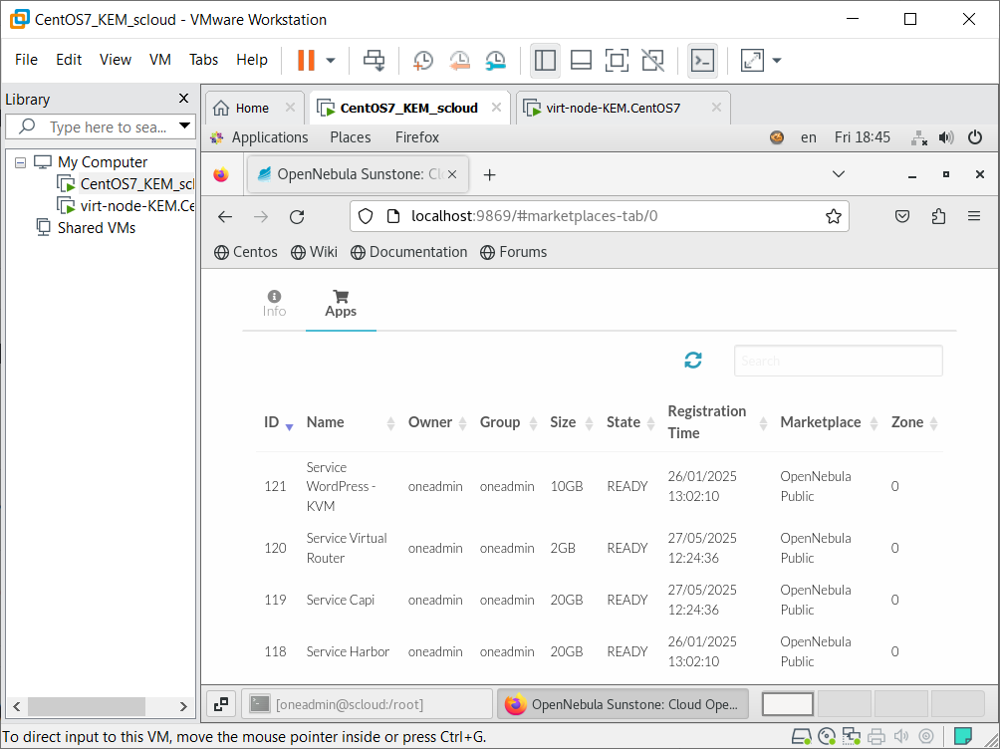 CentOS7_KEM_scloud - VMware Workstation
File Edit View VM Tabs Help
Library
Type here to sea...
My Computer
CentOS7_KEM_scl
virt-node-KEM.Ce
Shared VMs
Home CentOS7_KEM_scloud virt-node-KEM.CentOS7
Applications Places Firefox en Fri 18:45
OpenNebula Sunstone: Cl
localhost:9869/#marketplaces-tab/0
Centos Wiki Documentation Forums
Info Apps
Search
ID Name Owner Group Size State Registration Time Marketplace Zone
121 Service WordPress - KVM oneadmin oneadmin 10GB READY 26/01/2025 13:02:10 OpenNebula Public 0
120 Service Virtual Router oneadmin oneadmin 2GB READY 27/05/2025 12:24:36 OpenNebula Public 0
119 Service Capi oneadmin oneadmin 20GB READY 27/05/2025 12:24:36 OpenNebula Public 0
118 Service Harbor oneadmin oneadmin 20GB READY 26/01/2025 13:02:10 OpenNebula Public 0
[oneadmin@scloud:/root] OpenNebula Sunstone: Cloud Ope...
To direct input to this VM, move the mouse pointer inside or press Ctrl+G.